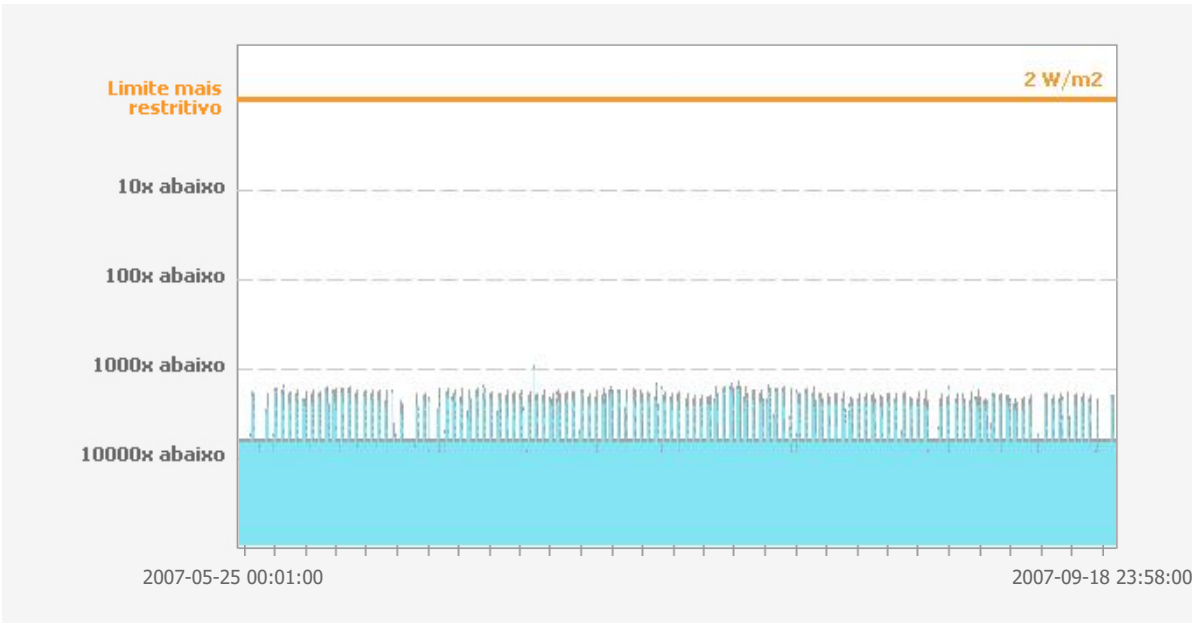 2 W/m2
Limite mais
restritivo
10x abaixo
100x abaixo
1000x abaixo
10000x abaixo
2007-05-25 00:01:00
2007-09-18 23:58:00